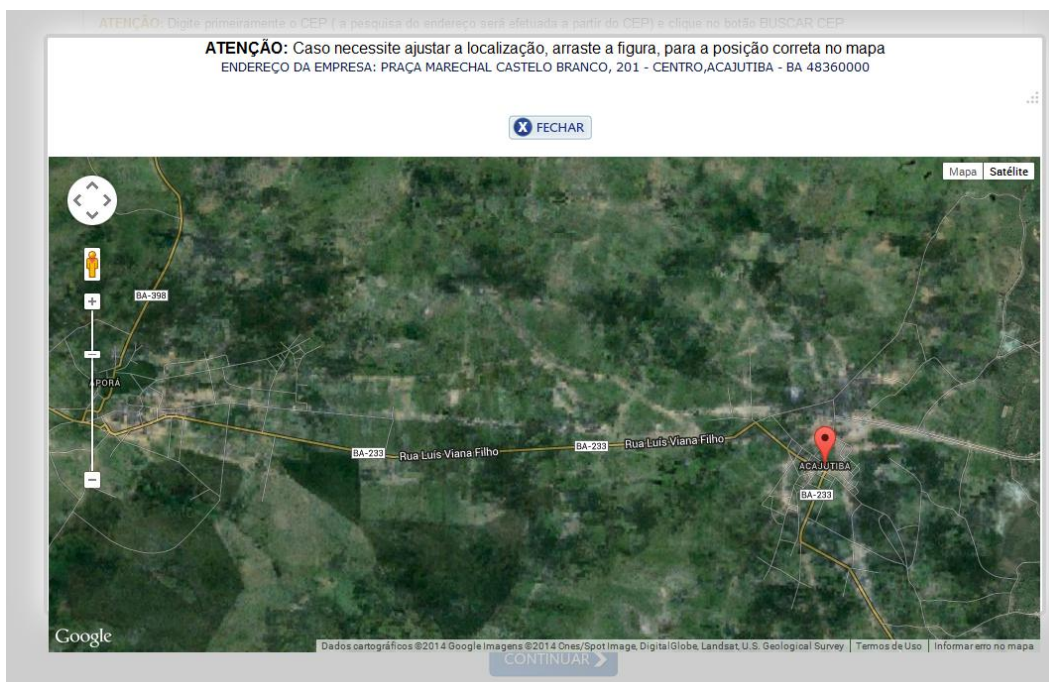 ATENÇÃO: Digite primeiramente o CEP ( a pesquisa do endereço será efetuada a partir do CEP) e clique no botão BUSCAR CEP
ATENÇÃO: Caso necessite ajustar a localização, arraste a figura, para a posição correta no mapa
ENDEREÇO DA EMPRESA: PRAÇA MARECHAL CASTELO BRANCO, 201 - CENTRO,ACAJUTIBA - BA 48360000
X FECHAR
Mapa Satélite
BA-398
APORÁ
BA-233 Rua Luís Viana Filho BA-233 Rua Luís Viana Filho
ACAJUTIBA
BA-233
Google
Dados cartográficos ©2014 Google Imagens ©2014 Cnes/Spot Image, DigitalGlobe, Landsat, U.S. Geological Survey Termos de Uso Informar erro no mapa
CONTINUAR